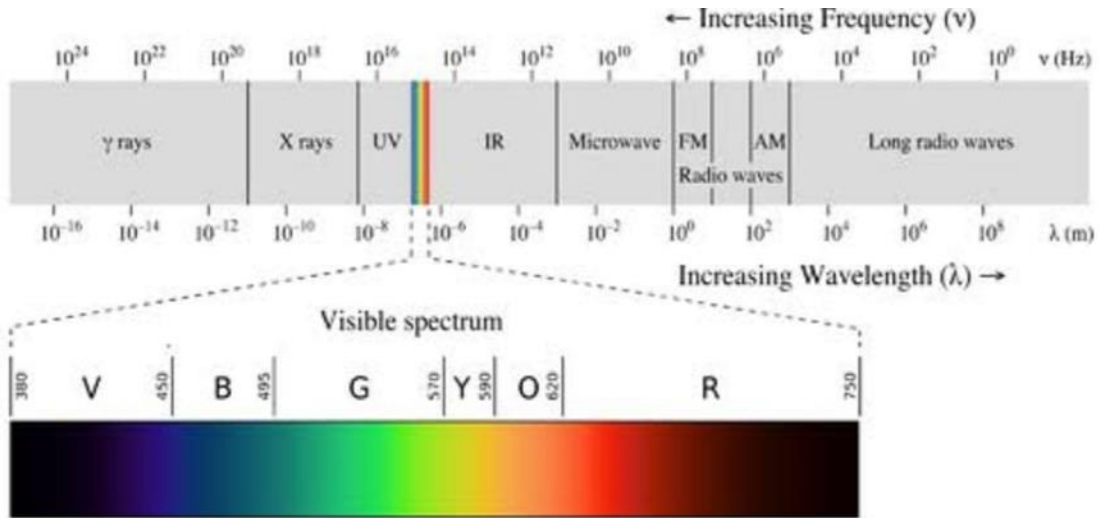 ← Increasing Frequency (ν)
10²⁴ 10²² 10²⁰ 10¹⁸ 10¹⁶ 10¹⁴ 10¹² 10¹⁰ 10⁸ 10⁶ 10⁴ 10² 10⁰ ν (Hz)
γ rays X rays UV IR Microwave FM AM Long radio waves
Radio waves
10⁻¹⁶ 10⁻¹⁴ 10⁻¹² 10⁻¹⁰ 10⁻⁸ 10⁻⁶ 10⁻⁴ 10⁻² 10⁰ 10² 10⁴ 10⁶ 10⁸ λ (m)
Increasing Wavelength (λ) →
Visible spectrum
380 V 450 B 495 G 570 Y 590 O 620 R 750